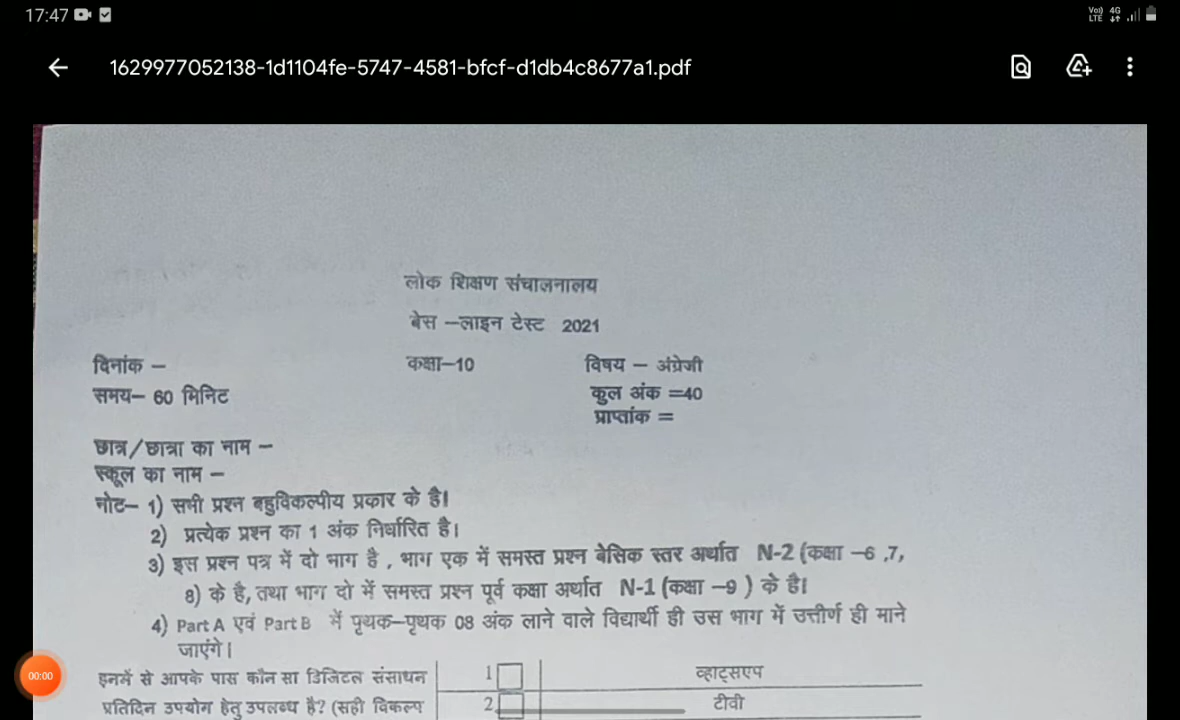 17:47
Vo)) 4G
LTE
1629977052138-1d1104fe-5747-4581-bfcf-d1db4c8677a1.pdf
लोक शिक्षण संचालनालय
बेस –लाइन टेस्ट 2021
दिनांक – कक्षा–10 विषय – अंग्रेजी
समय– 60 मिनिट कुल अंक =40
प्राप्तांक =
छात्र/छात्रा का नाम –
स्कूल का नाम –
नोट– 1) सभी प्रश्न बहुविकल्पीय प्रकार के है।
2) प्रत्येक प्रश्न का 1 अंक निर्धारित है।
3) इस प्रश्न पत्र में दो भाग है , भाग एक में समस्त प्रश्न बेसिक स्तर अर्थात N-2 (कक्षा –6 ,7,
8) के है, तथा भाग दो में समस्त प्रश्न पूर्व कक्षा अर्थात N-1 (कक्षा –9 ) के है।
4) Part A एवं Part B में पृथक–पृथक 08 अंक लाने वाले विद्यार्थी ही उस भाग में उत्तीर्ण ही माने
जाएंगे।
इनमें से आपके पास कौन सा डिजिटल संसाधन 1 व्हाट्सएप
प्रतिदिन उपयोग हेतु उपलब्ध है? (सही विकल्प 2 टीवी
00:00